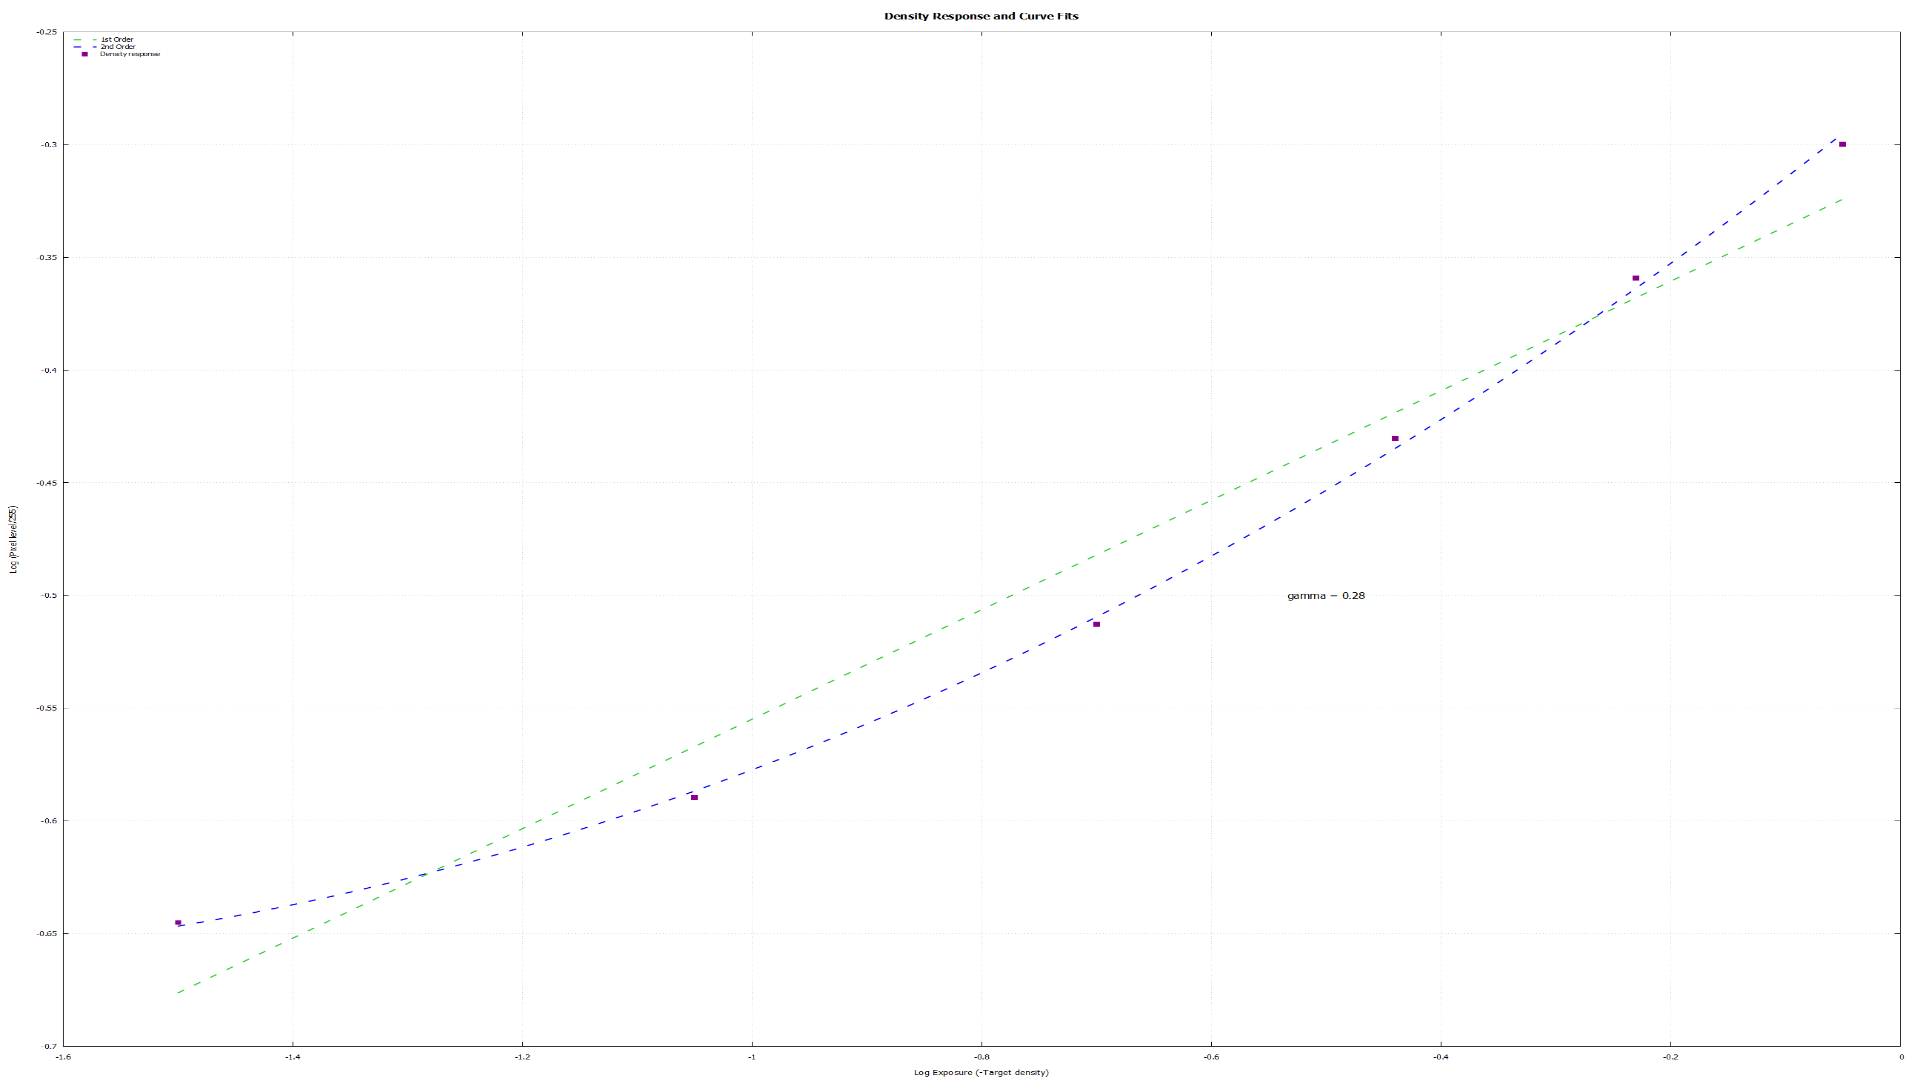 Density Response and Curve Fits
1st Order
2nd Order
Density response
-0.25
-0.3
-0.35
-0.4
-0.45
-0.5
-0.55
-0.6
-0.65
-0.7
Log (Pixel level/255)
gamma = 0.28
-1.6
-1.4
-1.2
-1
-0.8
-0.6
-0.4
-0.2
0
Log Exposure (-Target density)